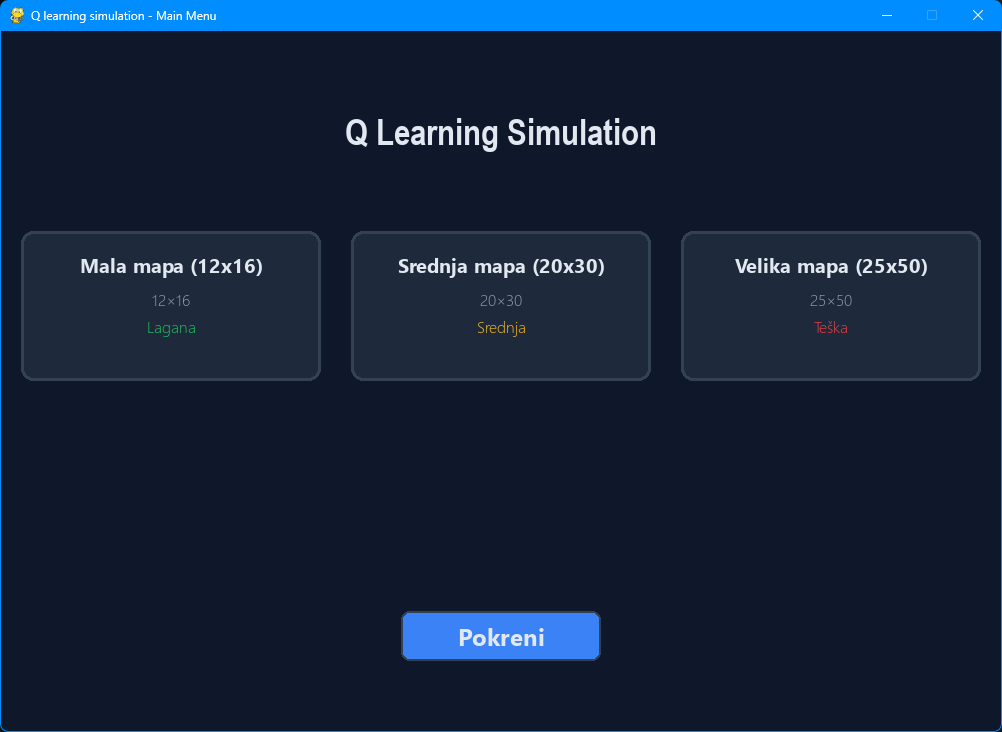 Q learning simulation - Main Menu
Q Learning Simulation
Mala mapa (12x16)
12×16
Lagana
Srednja mapa (20x30)
20×30
Srednja
Velika mapa (25x50)
25×50
Teška
Pokreni